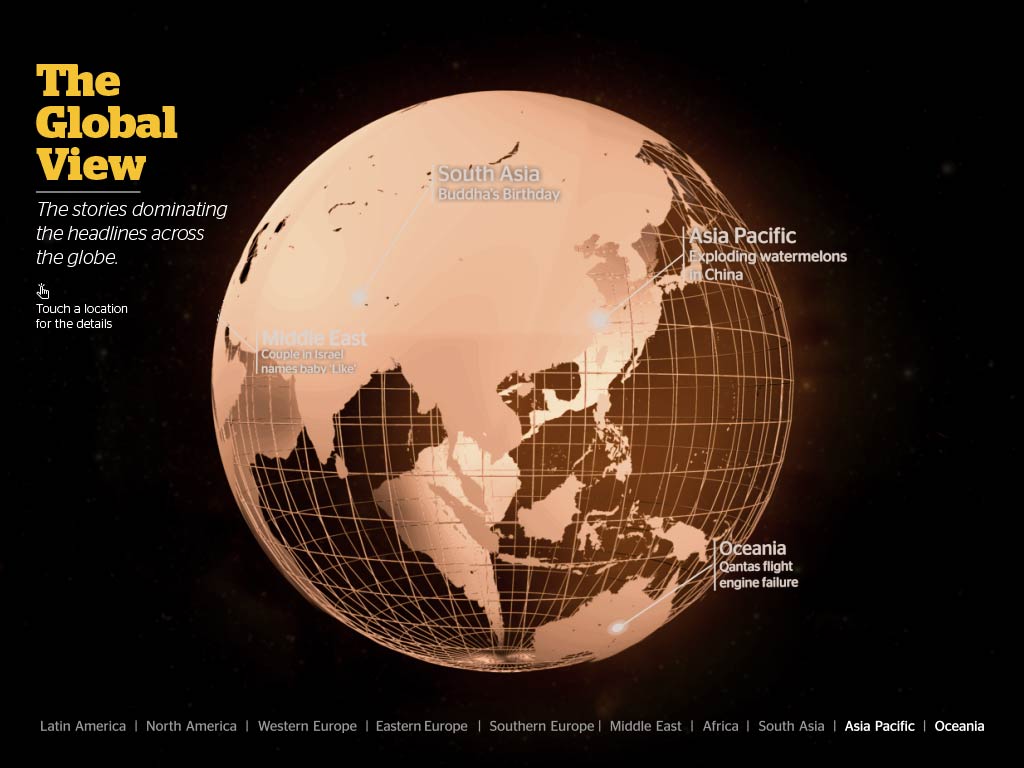 The
Global
View
The stories dominating
the headlines across
the globe.
Touch a location
for the details
South Asia
Buddha's Birthday
Asia Pacific
Exploding watermelons
in China
Middle East
Couple in Israel
names baby 'Like'
Oceania
Qantas flight
engine failure
Latin America | North America | Western Europe | Eastern Europe | Southern Europe | Middle East | Africa | South Asia | Asia Pacific | Oceania